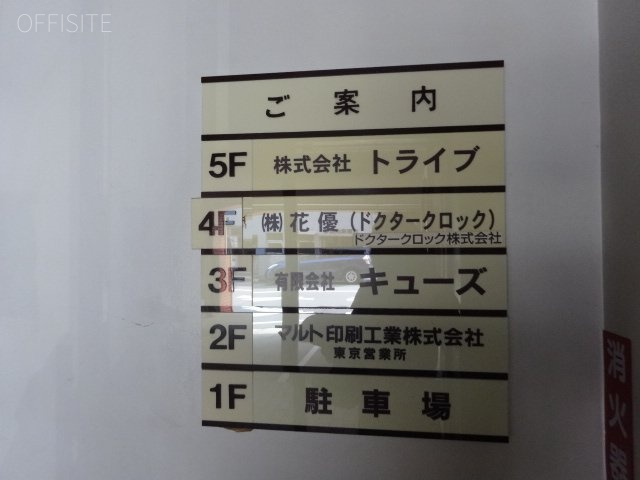 OFFISITE
ご案内
5F 株式会社 トライブ
4F (株) 花優 (ドクタークロック)
ドクタークロック株式会社
3F 有限会社 キューズ
2F マルト印刷工業株式会社
東京営業所
1F 駐車場
消火器